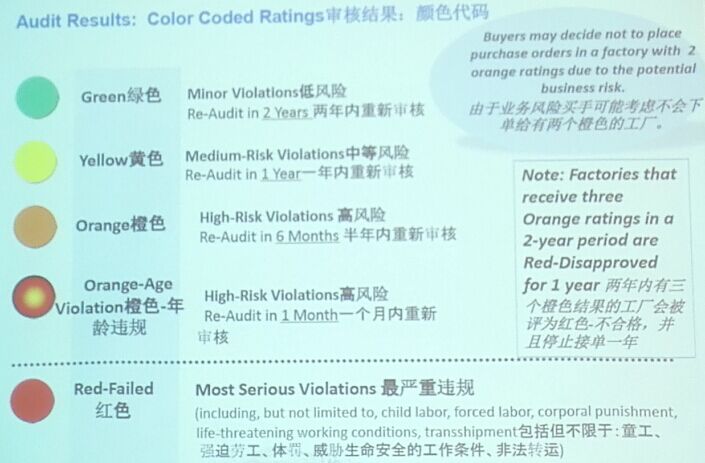 Audit Results: Color Coded Ratings审核结果：颜色代码
Buyers may decide not to place
purchase orders in a factory with 2
orange ratings due to the potential
business risk.
由于业务风险买手可能考虑不会下
单给有两个橙色的工厂。
Green绿色
Minor Violations低风险
Re-Audit in 2 Years 两年内重新审核
Yellow黄色
Medium-Risk Violations中等风险
Re-Audit in 1 Year一年内重新审核
Orange橙色
High-Risk Violations 高风险
Re-Audit in 6 Months 半年内重新审核
Orange-Age
Violation橙色-年
龄违规
High-Risk Violations高风险
Re-Audit in 1 Month一个月内重新
审核
Note: Factories that
receive three
Orange ratings in a
2-year period are
Red-Disapproved
for 1 year 两年内有三
个橙色结果的工厂会被
评为红色-不合格，并
且停止接单一年
Red-Failed
红色
Most Serious Violations 最严重违规
(including, but not limited to, child labor, forced labor, corporal punishment,
life-threatening working conditions, transshipment包括但不限于：童工、
强迫劳工、体罚、威胁生命安全的工作条件、非法转运)